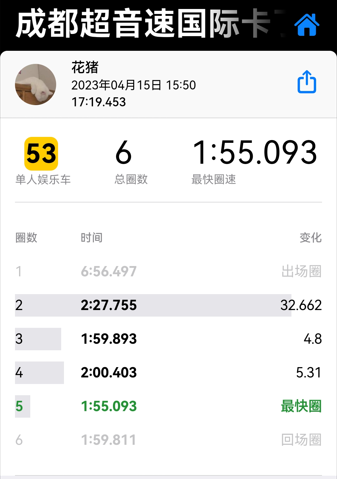 成都超音速国际卡丁
花猪
2023年04月15日 15:50
17:19.453
53 6 1:55.093
单人娱乐车 总圈数 最快圈速
圈数 时间 变化
1 6:56.497 出场圈
2 2:27.755 32.662
3 1:59.893 4.8
4 2:00.403 5.31
5 1:55.093 最快圈
6 1:59.811 回场圈